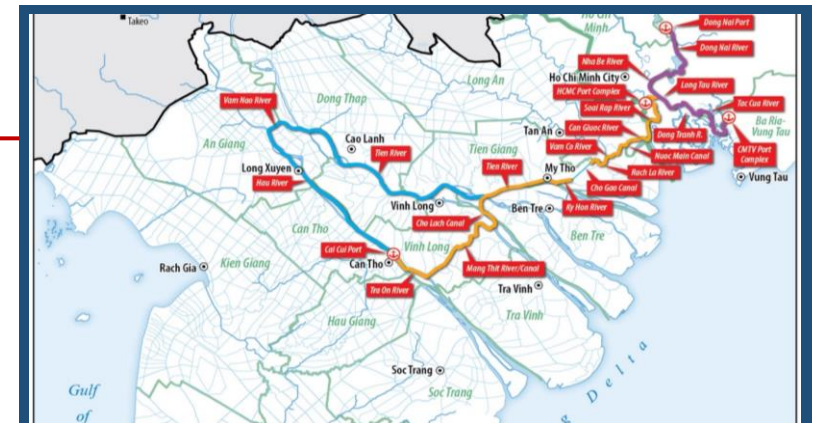 Takeo
Ho Chi
Minh
Dong Nai Port
Dong Nai River
Nha Be River
Long An
Ho Chi Minh City
HCMC Port Complex
Long Tau River
Vam Nao River
Dong Thap
Soai Rap River
Tac Cua River
Ba Ria-
Vung Tau
An Giang
Cao Lanh
Tien River
Tien Giang
Tan An
Can Giuoc River
Dong Tranh R.
CMTV Port
Complex
Vam Co River
Nuoc Man Canal
Long Xuyen
Hau River
Tien River
My Tho
Rach La River
Vung Tau
Cho Gao Canal
Vinh Long
Ben Tre
Ky Hon River
Can Tho
Cho Lach Canal
Ben Tre
Cai Cui Port
Vinh Long
Rach Gia
Kien Giang
Can Tho
Mang Thit River/Canal
Tra On River
Tra Vinh
Hau Giang
Tra Vinh
Soc Trang
Soc Trang
Gulf
of
g Delta